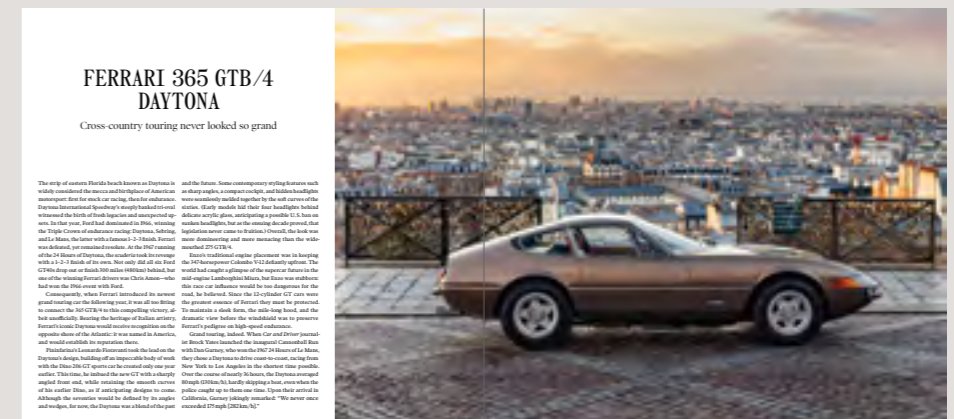 FERRARI 365 GTB/4
DAYTONA
Cross-country touring never looked so grand
The strip of eastern Florida beach known as Daytona is
widely considered the mecca and birthplace of American
motorsport: first for stock car racing, then for endurance.
Daytona International Speedway's steeply banked tri-oval
witnessed the birth of fresh legacies and unexpected up-
sets. In that year, Ford had dominated in 1966, winning
the Triple Crown of endurance racing: Daytona, Sebring,
and Le Mans, the latter with a famous 1–2–3 finish. Ferrari
was defeated, yet remained resolute. At the 1967 running
of the 24 Hours of Daytona, the scuderia took its revenge
with a 1–2–3 finish of its own. Not only did all six Ford
GT40s drop out or finish 300 miles (480 km) behind, but
one of the winning Ferrari drivers was Chris Amon—who
had won the 1966 event with Ford.
Consequently, when Ferrari introduced its newest
grand touring car the following year, it was all too fitting
to connect the 365 GTB/4 to this compelling victory, al-
beit unofficially. Bearing the heritage of Italian artistry,
Ferrari's iconic Daytona would receive recognition on the
opposite shore of the Atlantic: it was named in America,
and would establish its reputation there.
Pininfarina's Leonardo Fioravanti took the lead on the
Daytona's design, building off an impeccable body of work
with the Dino 206 GT sports car he created only one year
earlier. This time, he imbued the new GT with a sharply
angled front end, while retaining the smooth curves
of his earlier Dino, as if anticipating designs to come.
Although the seventies would be defined by its angles
and wedges, for now, the Daytona was a blend of the past
and the future. Some contemporary styling features such
as sharp angles, a compact cockpit, and hidden headlights
were seamlessly melded together by the soft curves of the
sixties. (Early models hid their four headlights behind
delicate acrylic glass, anticipating a possible U.S. ban on
sunken headlights, but as the ensuing decade proved, that
legislation never came to fruition.) Overall, the look was
more domineering and more menacing than the wide-
mouthed 275 GTB/4.
Enzo's traditional engine placement was in keeping
the 347-horsepower Colombo V-12 defiantly upfront. The
world had caught a glimpse of the supercar future in the
mid-engine Lamborghini Miura, but Enzo was stubborn:
this race car influence would be too dangerous for the
road, he believed. Since the 12-cylinder GT cars were
the greatest essence of Ferrari they must be protected.
To maintain a sleek form, the mile-long hood, and the
dramatic view before the windshield was to preserve
Ferrari's pedigree on high-speed endurance.
Grand touring, indeed. When Car and Driver journal-
ist Brock Yates launched the inaugural Cannonball Run
with Dan Gurney, who won the 1967 24 Hours of Le Mans,
they chose a Daytona to drive coast-to-coast, racing from
New York to Los Angeles in the shortest time possible.
Over the course of nearly 36 hours, the Daytona averaged
80 mph (130 km/h), hardly skipping a beat, even when the
police caught up to them one time. Upon their arrival in
California, Gurney jokingly remarked: "We never once
exceeded 175 mph [282 km/h]."